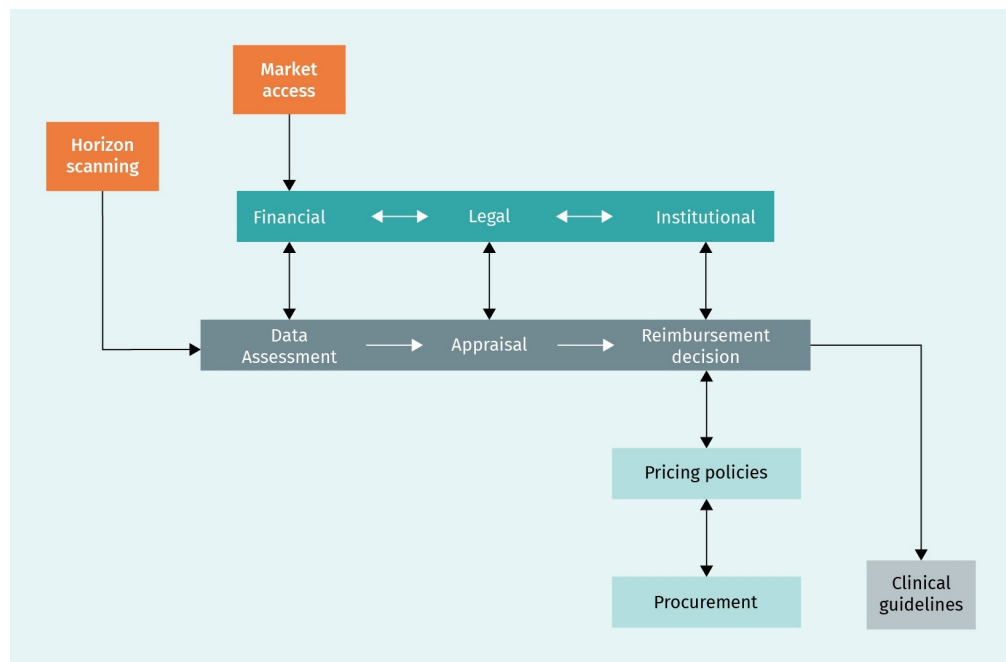 Market
access
Horizon
scanning
Financial
Legal
Institutional
Data
Assessment
Appraisal
Reimbursement
decision
Pricing policies
Procurement
Clinical
guidelines